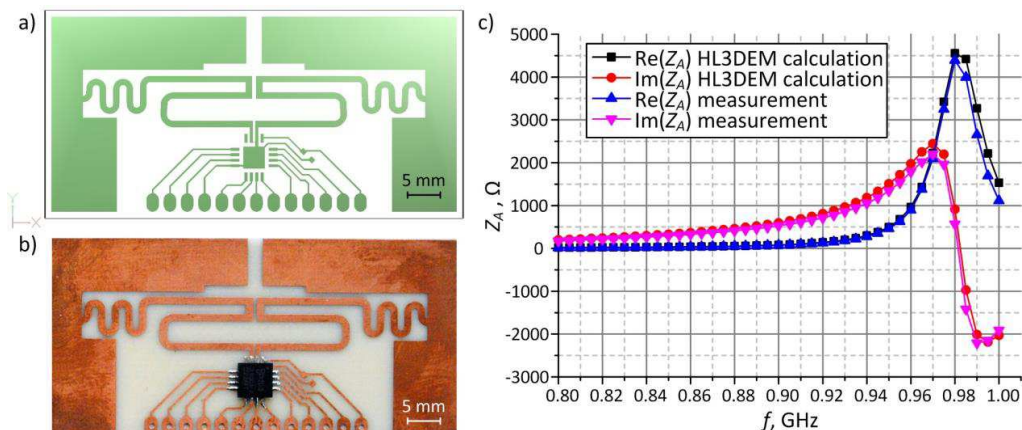 a)
5 mm
Y
X
b)
5 mm
c)
Re(Z_A) HL3DEM calculation
Im(Z_A) HL3DEM calculation
Re(Z_A) measurement
Im(Z_A) measurement
5000
4000
3000
2000
1000
0
-1000
-2000
-3000
Z_A, Ω
0.80 0.82 0.84 0.86 0.88 0.90 0.92 0.94 0.96 0.98 1.00
f, GHz